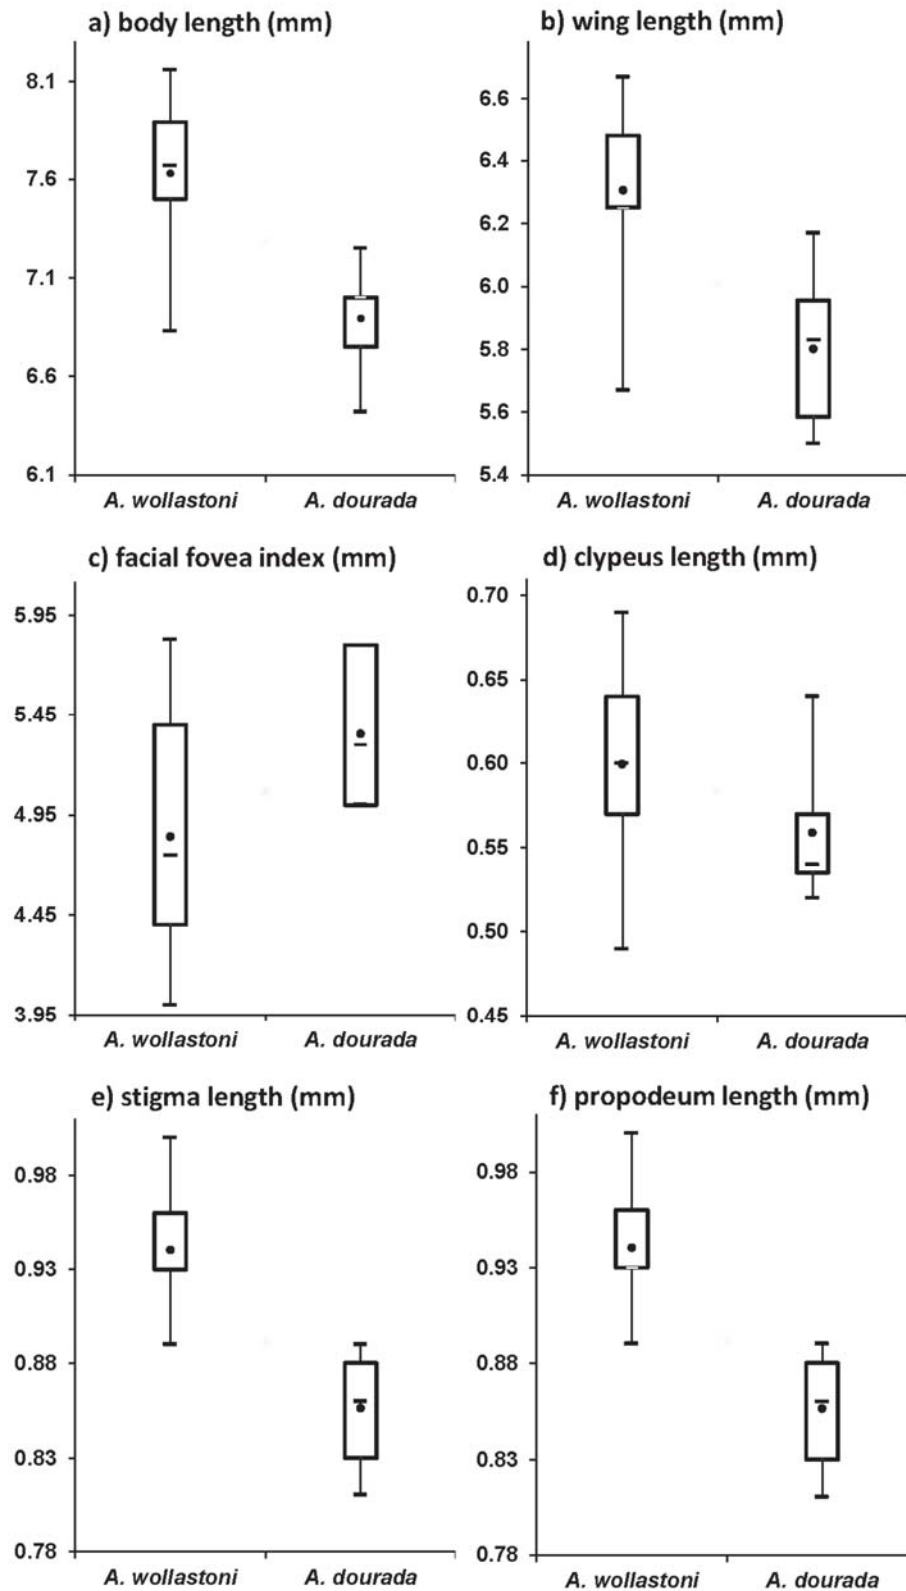 a) body length (mm)
8.1
7.6
7.1
6.6
6.1
A. wollastoni
A. dourada
b) wing length (mm)
6.6
6.4
6.2
6.0
5.8
5.6
5.4
A. wollastoni
A. dourada
c) facial fovea index (mm)
5.95
5.45
4.95
4.45
3.95
A. wollastoni
A. dourada
d) clypeus length (mm)
0.70
0.65
0.60
0.55
0.50
0.45
A. wollastoni
A. dourada
e) stigma length (mm)
0.98
0.93
0.88
0.83
0.78
A. wollastoni
A. dourada
f) propodeum length (mm)
0.98
0.93
0.88
0.83
0.78
A. wollastoni
A. dourada